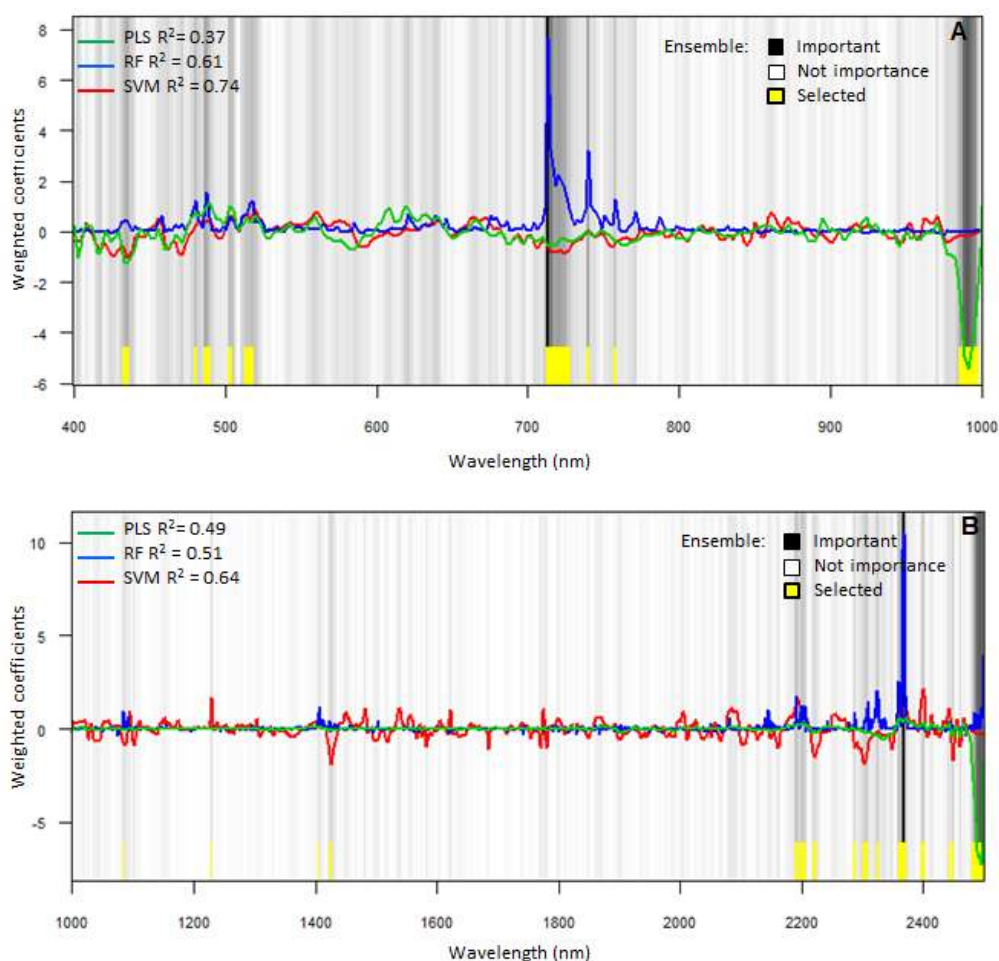 8
6
4
2
0
-2
-4
-6
Weighted coefficients
PLS R²= 0.37
RF R² = 0.61
SVM R² = 0.74
Ensemble:
Important
Not importance
Selected
A
400
500
600
700
800
900
1000
Wavelength (nm)
10
5
0
-5
Weighted coefficients
PLS R²= 0.49
RF R² = 0.51
SVM R² = 0.64
Ensemble:
Important
Not importance
Selected
B
1000
1200
1400
1600
1800
2000
2200
2400
Wavelength (nm)